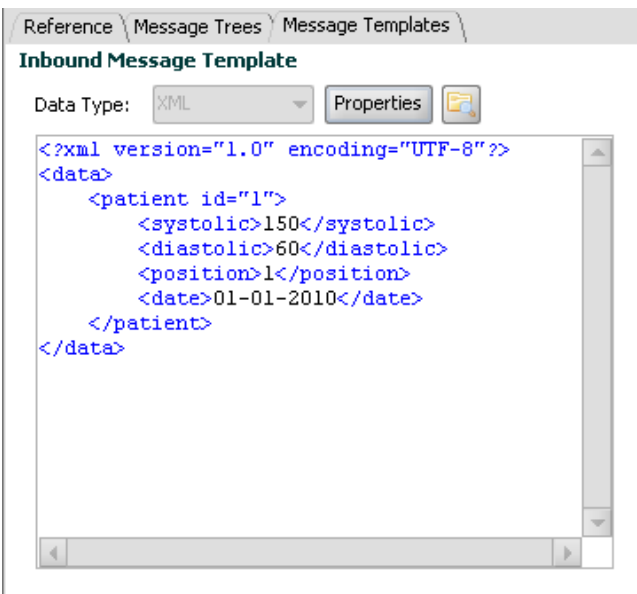 Reference Message Trees Message Templates
Inbound Message Template
Data Type: XML Properties
<?xml version="1.0" encoding="UTF-8"?>
<data>
    <patient id="1">
        <systolic>150</systolic>
        <diastolic>60</diastolic>
        <position>1</position>
        <date>01-01-2010</date>
    </patient>
</data>